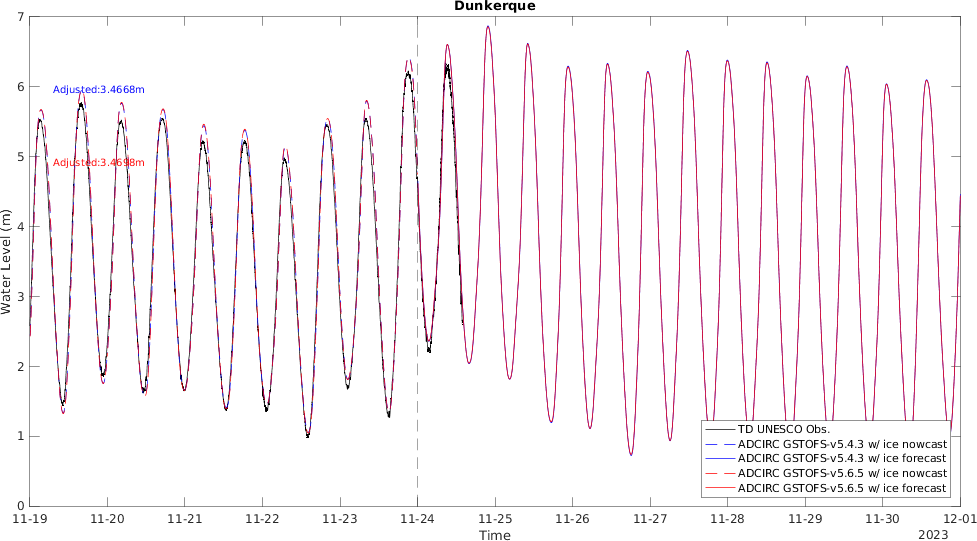 Dunkerque
7
6
5
4
3
2
1
0
Water Level (m)
Adjusted:3.4668m
Adjusted:3.4698m
TD UNESCO Obs.
ADCIRC GSTOFS-v5.4.3 w/ ice nowcast
ADCIRC GSTOFS-v5.4.3 w/ ice forecast
ADCIRC GSTOFS-v5.6.5 w/ ice nowcast
ADCIRC GSTOFS-v5.6.5 w/ ice forecast
11-19 11-20 11-21 11-22 11-23 11-24 11-25 11-26 11-27 11-28 11-29 11-30 12-01
Time
2023